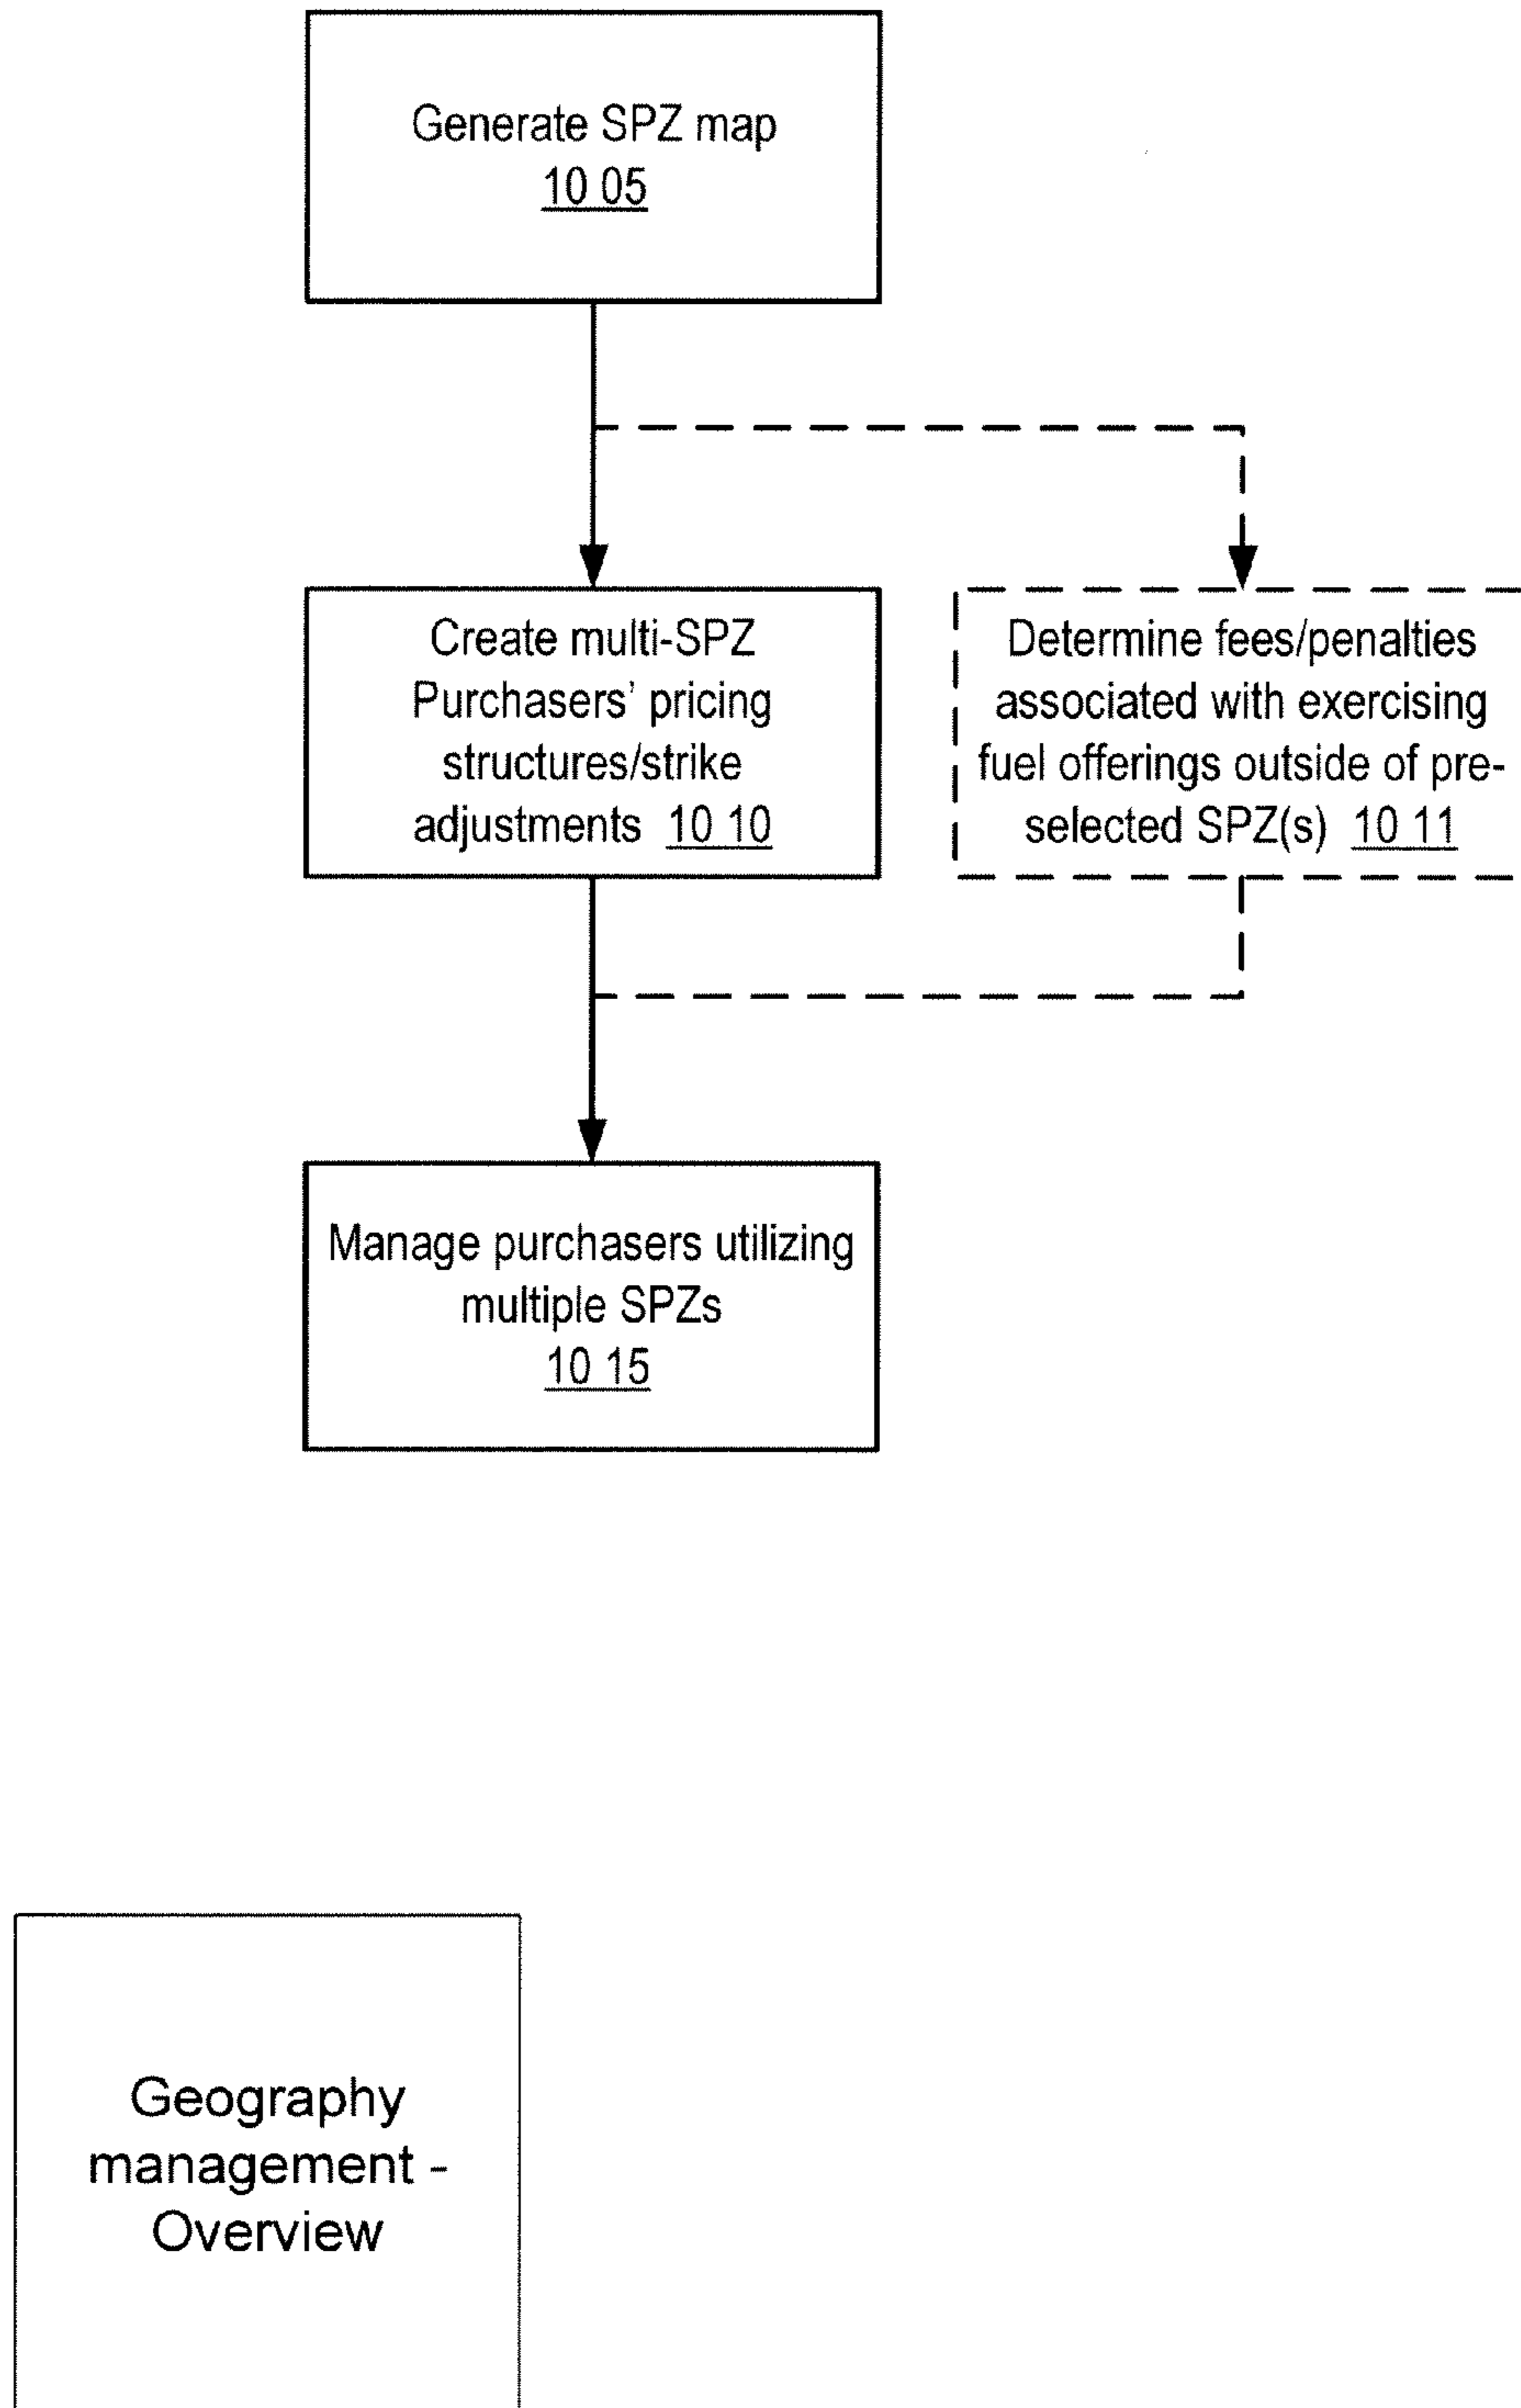 Generate SPZ map
10 05
Create multi-SPZ
Purchasers' pricing
structures/strike
adjustments 10 10
Determine fees/penalties
associated with exercising
fuel offerings outside of pre-
selected SPZ(s) 10 11
Manage purchasers utilizing
multiple SPZs
10 15
Geography
management -
Overview